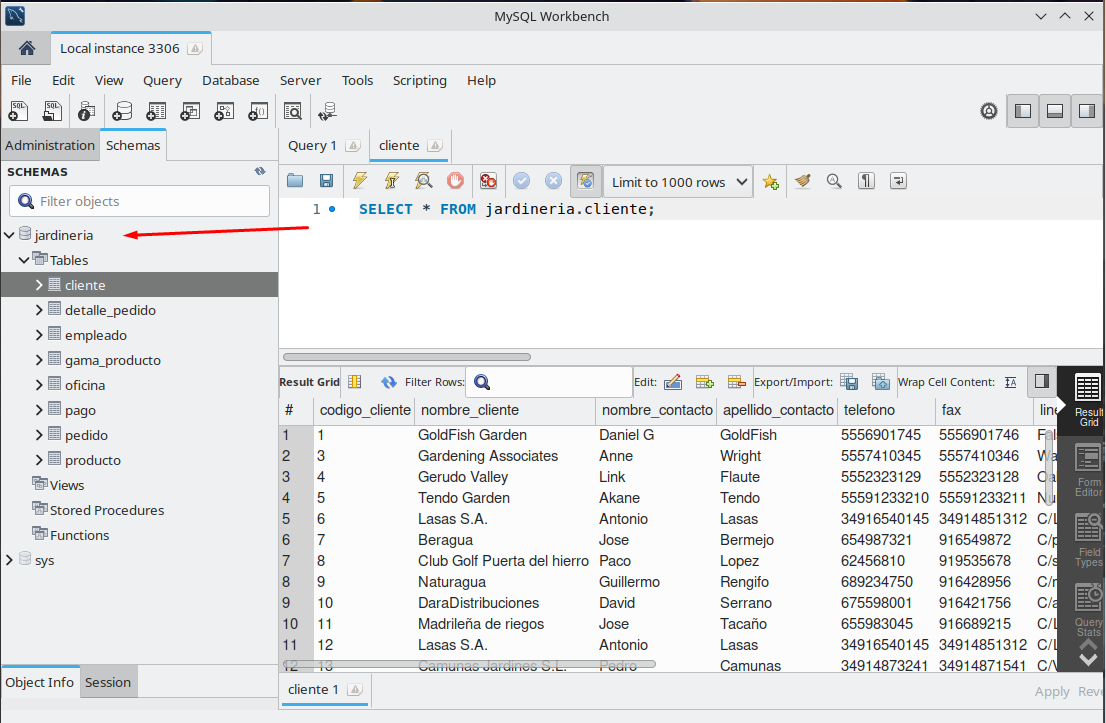 MySQL Workbench
Local instance 3306
File Edit View Query Database Server Tools Scripting Help
Administration Schemas
SCHEMAS
Filter objects
jardineria
Tables
cliente
detalle_pedido
empleado
gama_producto
oficina
pago
pedido
producto
Views
Stored Procedures
Functions
sys
Object Info Session
Query 1 cliente
Limit to 1000 rows
1 SELECT * FROM jardineria.cliente;
Result Grid Filter Rows: Edit: Export/Import: Wrap Cell Content:
# codigo_cliente nombre_cliente nombre_contacto apellido_contacto telefono fax
1 1 GoldFish Garden Daniel G GoldFish 5556901745 5556901746
2 3 Gardening Associates Anne Wright 5557410345 5557410346
3 4 Gerudo Valley Link Flaute 5552323129 5552323128
4 5 Tendo Garden Akane Tendo 55591233210 55591233211
5 6 Lasas S.A. Antonio Lasas 34916540145 34914851312
6 7 Beragua Jose Bermejo 654987321 916549872
7 8 Club Golf Puerta del hierro Paco Lopez 62456810 919535678
8 9 Naturagua Guillermo Rengifo 689234750 916428956
9 10 DaraDistribuciones David Serrano 675598001 916421756
10 11 Madrileña de riegos Jose Tacaño 655983045 916689215
11 12 Lasas S.A. Antonio Lasas 34916540145 34914851312
12 13 Camunas Jardines S.L. Pedro Camunas 34914873241 34914871541
Result
Grid
Form
Editor
Field
Types
Query
Stats
cliente 1
Apply